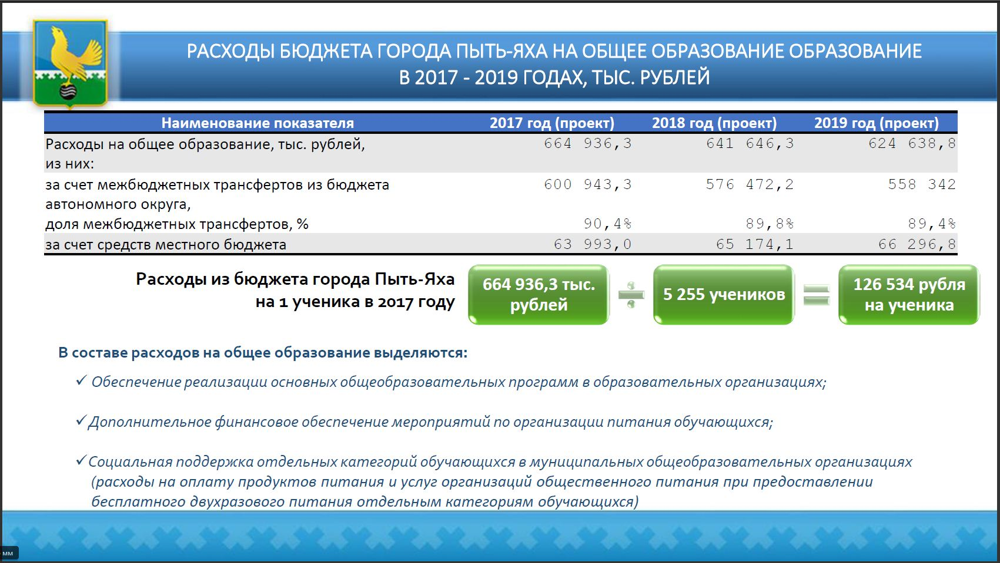 РАСХОДЫ БЮДЖЕТА ГОРОДА ПЫТЬ-ЯХА НА ОБЩЕЕ ОБРАЗОВАНИЕ ОБРАЗОВАНИЕ
В 2017 - 2019 ГОДАХ, ТЫС. РУБЛЕЙ
Наименование показателя 2017 год (проект) 2018 год (проект) 2019 год (проект)
Расходы на общее образование, тыс. рублей, 664 936,3 641 646,3 624 638,8
из них:
за счет межбюджетных трансфертов из бюджета 600 943,3 576 472,2 558 342
автономного округа,
доля межбюджетных трансфертов, % 90,4% 89,8% 89,4%
за счет средств местного бюджета 63 993,0 65 174,1 66 296,8
Расходы из бюджета города Пыть-Яха
на 1 ученика в 2017 году
664 936,3 тыс.
рублей
÷
5 255 учеников
=
126 534 рубля
на ученика
В составе расходов на общее образование выделяются:
✓ Обеспечение реализации основных общеобразовательных программ в образовательных организациях;
✓ Дополнительное финансовое обеспечение мероприятий по организации питания обучающихся;
✓ Социальная поддержка отдельных категорий обучающихся в муниципальных общеобразовательных организациях
(расходы на оплату продуктов питания и услуг организаций общественного питания при предоставлении
бесплатного двухразового питания отдельным категориям обучающихся)
мм